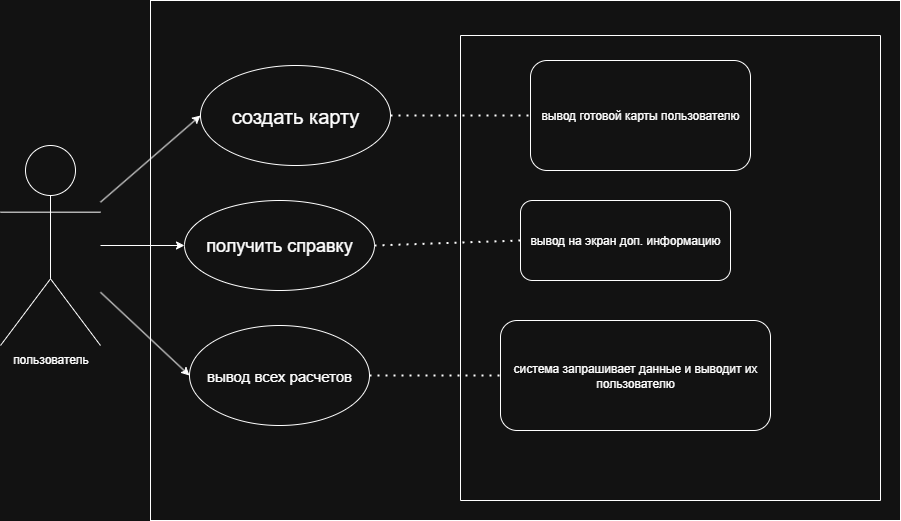 создать карту
вывод готовой карты пользователю
получить справку
вывод на экран доп. информацию
пользователь
вывод всех расчетов
система запрашивает данные и выводит их
пользователю